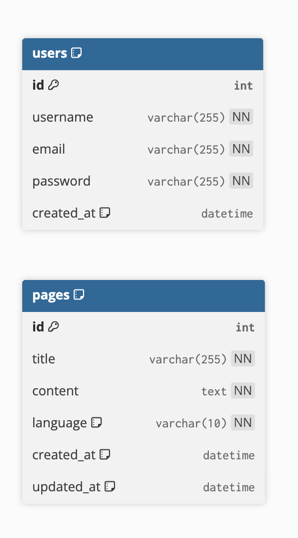 users
id int
username varchar(255) NN
email varchar(255) NN
password varchar(255) NN
created_at datetime
pages
id int
title varchar(255) NN
content text NN
language varchar(10) NN
created_at datetime
updated_at datetime